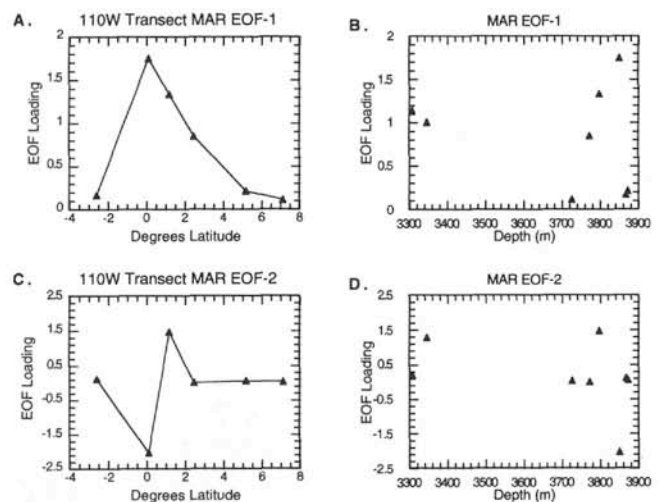 A.
110W Transect MAR EOF-1
2
1.5
1
0.5
0
EOF Loading
-4 -2 0 2 4 6 8
Degrees Latitude
B.
MAR EOF-1
2
1.5
1
0.5
0
EOF Loading
3300 3400 3500 3600 3700 3800 3900
Depth (m)
C.
110W Transect MAR EOF-2
2.5
1.5
0.5
-0.5
-1.5
-2.5
EOF Loading
-4 -2 0 2 4 6 8
Degrees Latitude
D.
MAR EOF-2
2.5
1.5
0.5
-0.5
-1.5
-2.5
EOF Loading
3300 3400 3500 3600 3700 3800 3900
Depth (m)